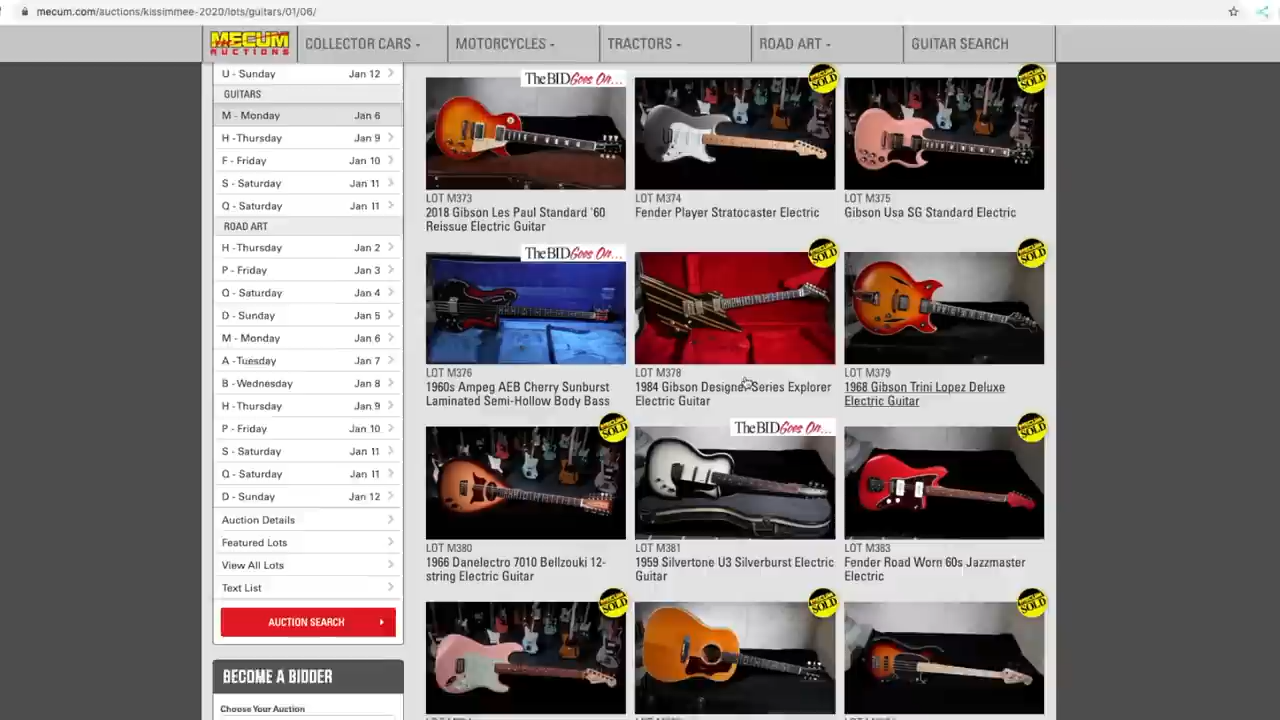 mecum.com/auctions/kissimmee-2020/lots/guitars/01/06/
MECUM
AUCTIONS
COLLECTOR CARS
MOTORCYCLES
TRACTORS
ROAD ART
GUITAR SEARCH
U - Sunday Jan 12
GUITARS
M - Monday Jan 6
H - Thursday Jan 9
F - Friday Jan 10
S - Saturday Jan 11
Q - Saturday Jan 11
ROAD ART
H - Thursday Jan 2
P - Friday Jan 3
Q - Saturday Jan 4
D - Sunday Jan 5
M - Monday Jan 6
A - Tuesday Jan 7
B - Wednesday Jan 8
H - Thursday Jan 9
P - Friday Jan 10
S - Saturday Jan 11
Q - Saturday Jan 11
D - Sunday Jan 12
Auction Details
Featured Lots
View All Lots
Text List
AUCTION SEARCH
BECOME A BIDDER
Choose Your Auction
The BID Goes On...
SOLD
SOLD
LOT M373
2018 Gibson Les Paul Standard '60
Reissue Electric Guitar
LOT M374
Fender Player Stratocaster Electric
LOT M375
Gibson Usa SG Standard Electric
The BID Goes On...
SOLD
SOLD
LOT M376
1960s Ampeg AEB Cherry Sunburst
Laminated Semi-Hollow Body Bass
LOT M378
1984 Gibson Designer Series Explorer
Electric Guitar
LOT M379
1968 Gibson Trini Lopez Deluxe
Electric Guitar
SOLD
The BID Goes On...
SOLD
LOT M380
1966 Danelectro 7010 Bellzouki 12-
string Electric Guitar
LOT M381
1959 Silvertone U3 Silverburst Electric
Guitar
LOT M383
Fender Road Worn 60s Jazzmaster
Electric
SOLD
SOLD
SOLD